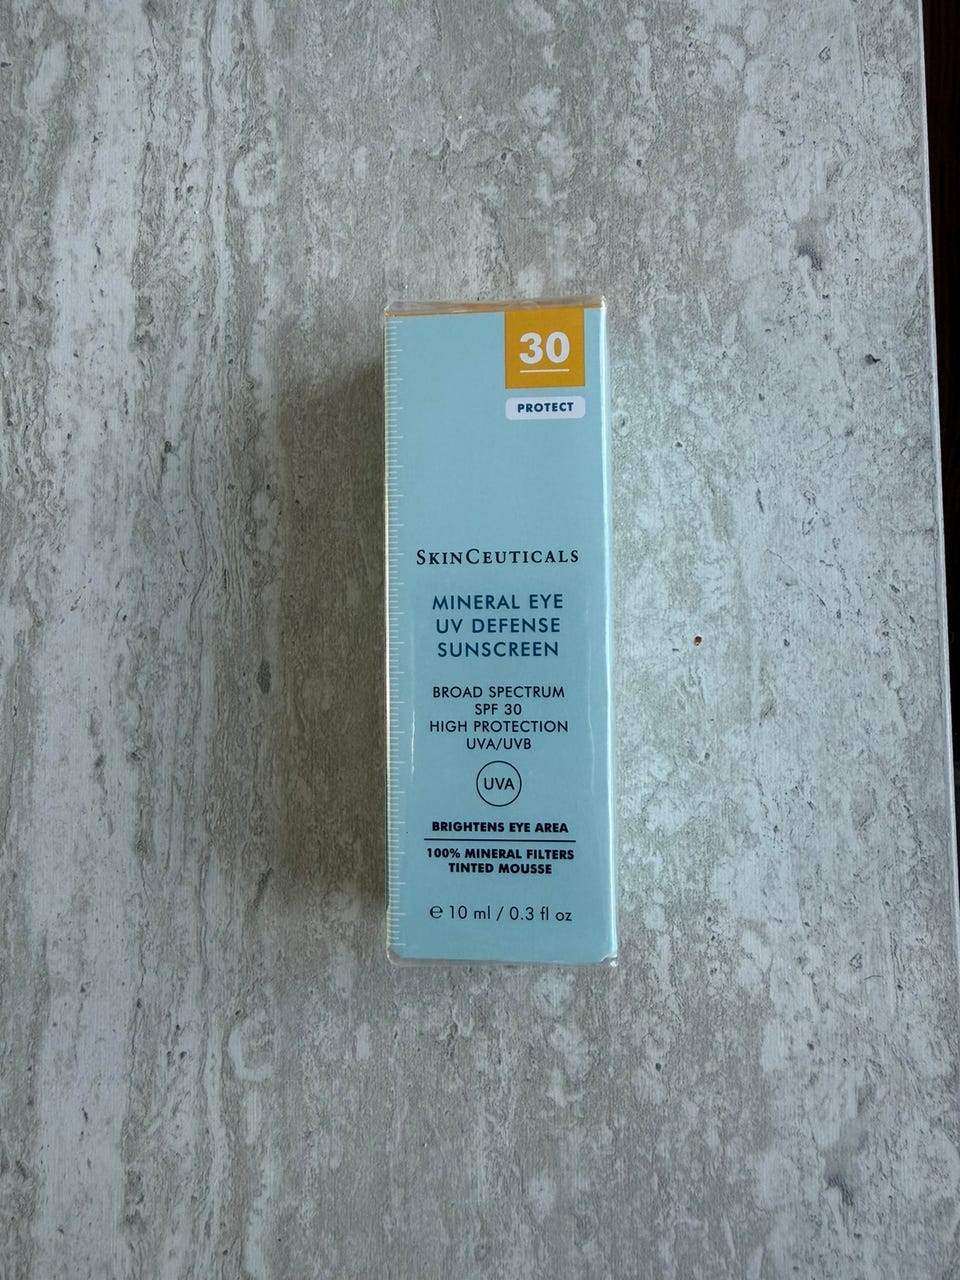 30
PROTECT
SKINCEUTICALS
MINERAL EYE
UV DEFENSE
SUNSCREEN
BROAD SPECTRUM
SPF 30
HIGH PROTECTION
UVA/UVB
UVA
BRIGHTENS EYE AREA
100% MINERAL FILTERS
TINTED MOUSSE
℮ 10 ml / 0.3 fl oz